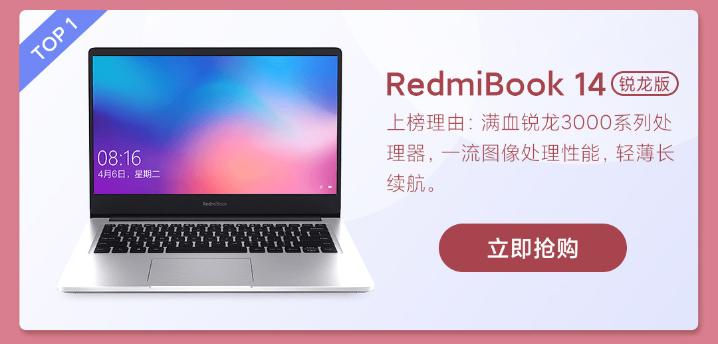 TOP 1
RedmiBook 14 锐龙版
上榜理由：满血锐龙3000系列处
理器，一流图像处理性能，轻薄长
续航。
立即抢购
08:16
4月6日，星期二
RedmiBook